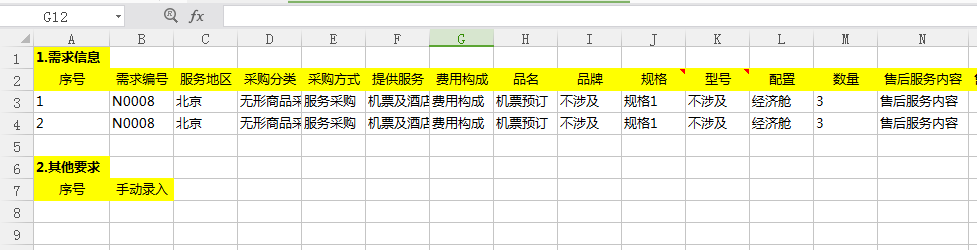 G12 fx
A B C D E F G H I J K L M N
1 1.需求信息
2 序号 需求编号 服务地区 采购分类 采购方式 提供服务 费用构成 品名 品牌 规格 型号 配置 数量 售后服务内容
3 1 N0008 北京 无形商品采 服务采购 机票及酒店 费用构成 机票预订 不涉及 规格1 不涉及 经济舱 3 售后服务内容
4 2 N0008 北京 无形商品采 服务采购 机票及酒店 费用构成 机票预订 不涉及 规格1 不涉及 经济舱 3 售后服务内容
5
6 2.其他要求
7 序号 手动录入
8
9